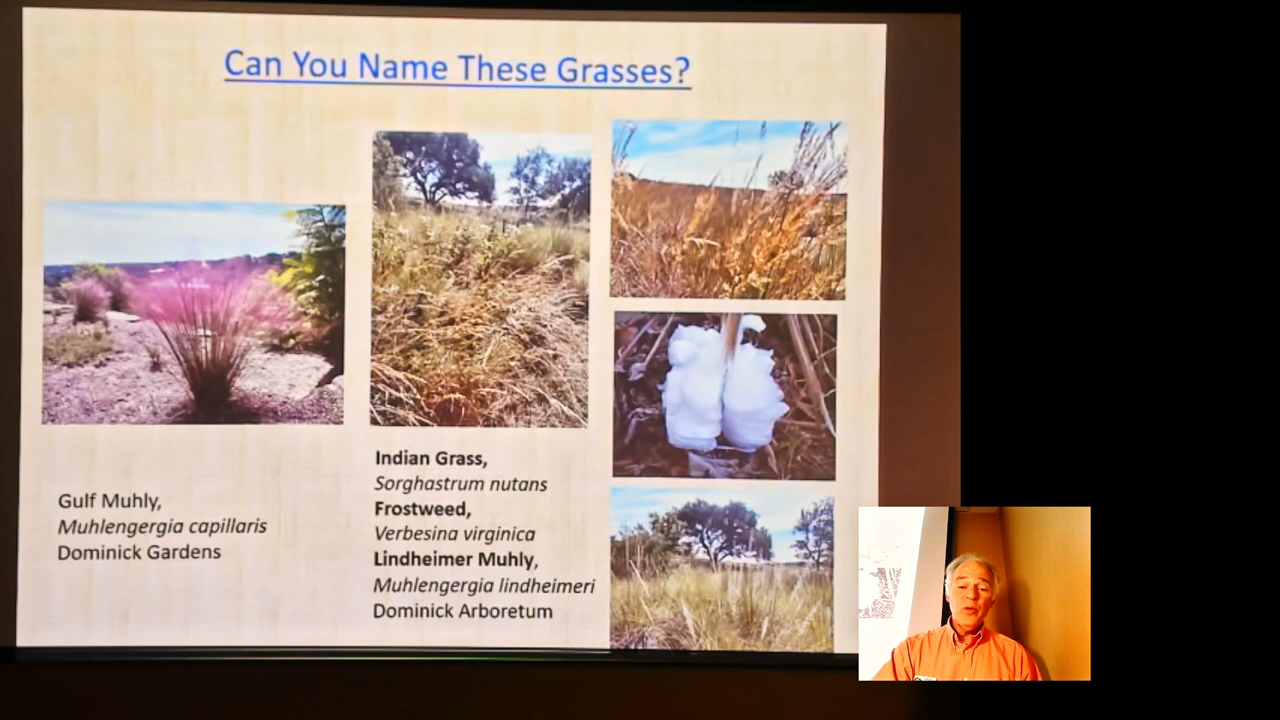 Can You Name These Grasses?
Gulf Muhly,
Muhlengergia capillaris
Dominick Gardens
Indian Grass,
Sorghastrum nutans
Frostweed,
Verbesina virginica
Lindheimer Muhly,
Muhlengergia lindheimeri
Dominick Arboretum